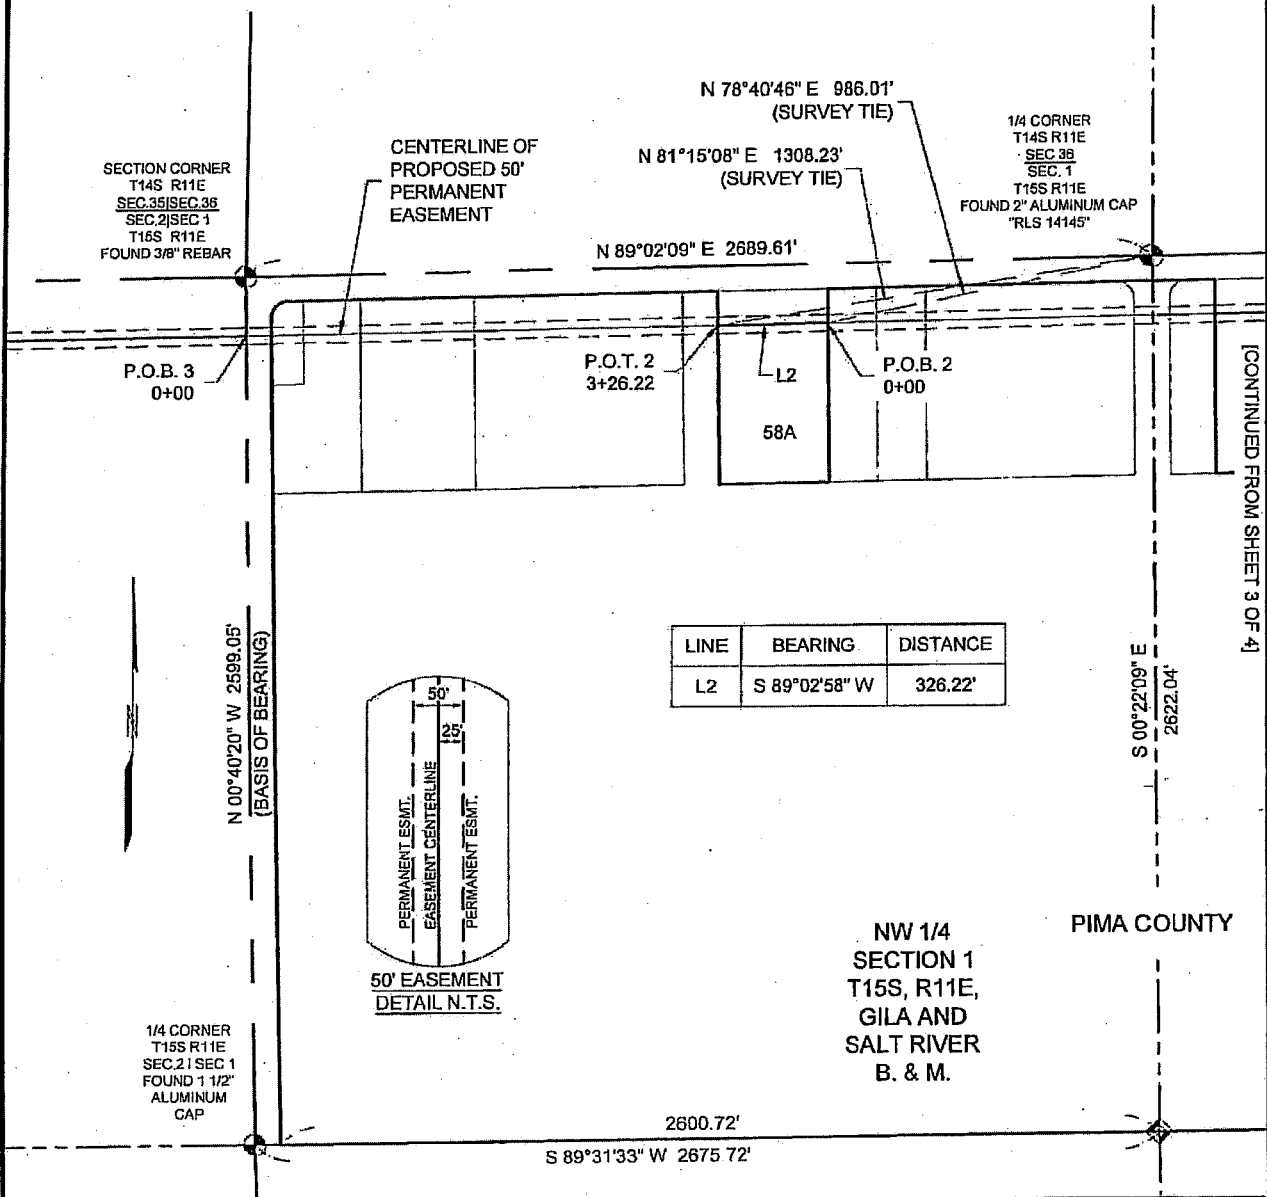 N 78°40'46" E 986.01'
(SURVEY TIE)
N 81°15'08" E 1308.23'
(SURVEY TIE)
1/4 CORNER
T14S R11E
SEC 36
SEC. 1
T15S R11E
FOUND 2" ALUMINUM CAP
"RLS 14145"
CENTERLINE OF
PROPOSED 50'
PERMANENT
EASEMENT
SECTION CORNER
T14S R11E
SEC.35|SEC.36
SEC.2|SEC 1
T15S R11E
FOUND 3/8" REBAR
N 89°02'09" E 2689.61'
P.O.B. 3
0+00
P.O.T. 2
3+26.22
L2
58A
P.O.B. 2
0+00
[CONTINUED FROM SHEET 3 OF 4]
LINE BEARING DISTANCE
L2 S 89°02'58" W 326.22'
N 00°40'20" W 2599.05'
(BASIS OF BEARING)
S 00°22'09" E
2622.04'
50'
25'
PERMANENT ESMT.
EASEMENT CENTERLINE
PERMANENT ESMT.
50' EASEMENT
DETAIL N.T.S.
NW 1/4
SECTION 1
T15S, R11E,
GILA AND
SALT RIVER
B. & M.
PIMA COUNTY
1/4 CORNER
T15S R11E
SEC.2 | SEC 1
FOUND 1 1/2"
ALUMINUM
CAP
2600.72'
S 89°31'33" W 2675 72'